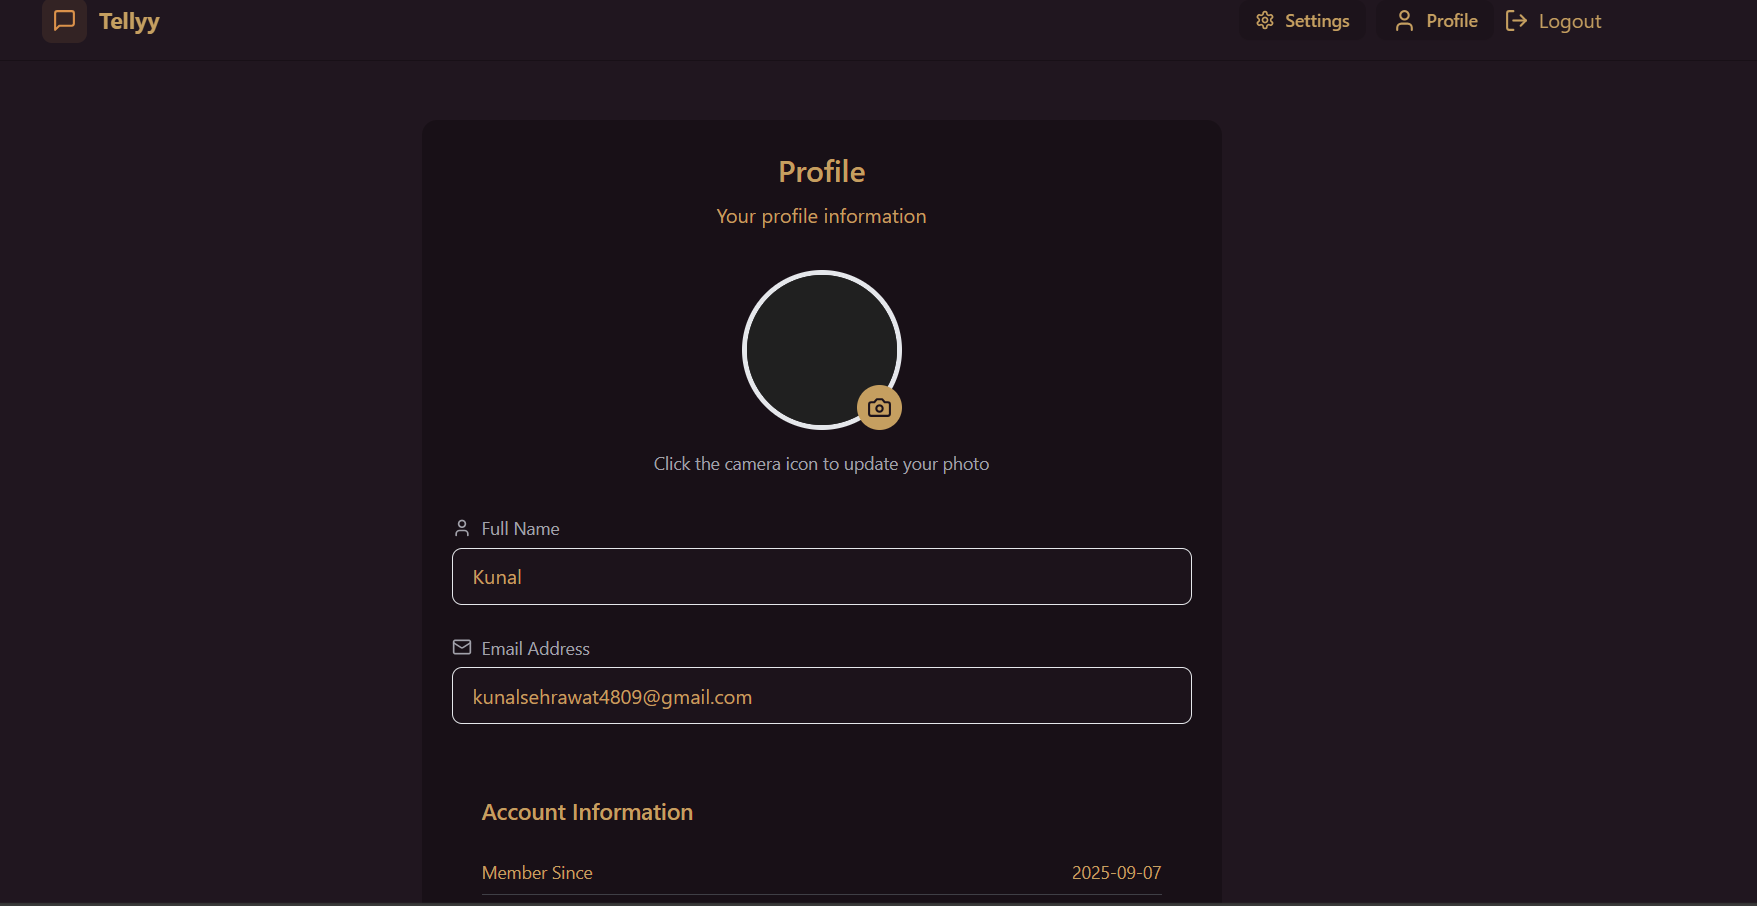 Tellyy
Settings Profile Logout
Profile
Your profile information
Click the camera icon to update your photo
Full Name
Kunal
Email Address
kunalsehrawat4809@gmail.com
Account Information
Member Since 2025-09-07